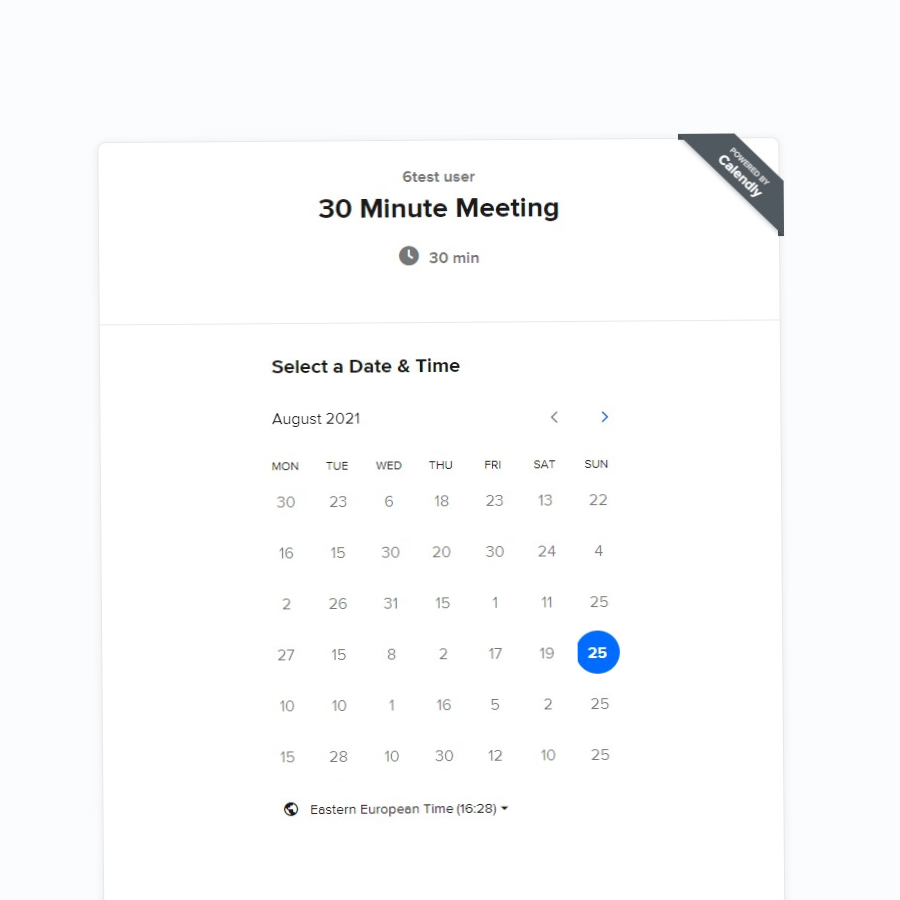 POWERED BY
Calendly
6test user
30 Minute Meeting
30 min
Select a Date & Time
August 2021
MON TUE WED THU FRI SAT SUN
30 23 6 18 23 13 22
16 15 30 20 30 24 4
2 26 31 15 1 11 25
27 15 8 2 17 19 25
10 10 1 16 5 2 25
15 28 10 30 12 10 25
Eastern European Time (16:28)